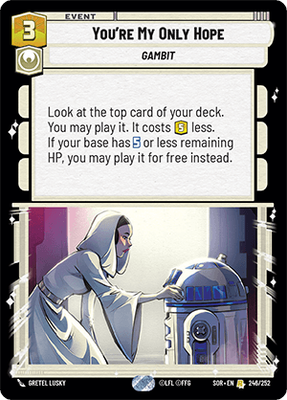 EVENT
3
YOU'RE MY ONLY HOPE
GAMBIT
Look at the top card of your deck.
You may play it. It costs 5 less.
If your base has 5 or less remaining
HP, you may play it for free instead.
GRETEL LUSKY
©LFL ©FFG
SOR • EN
246/252